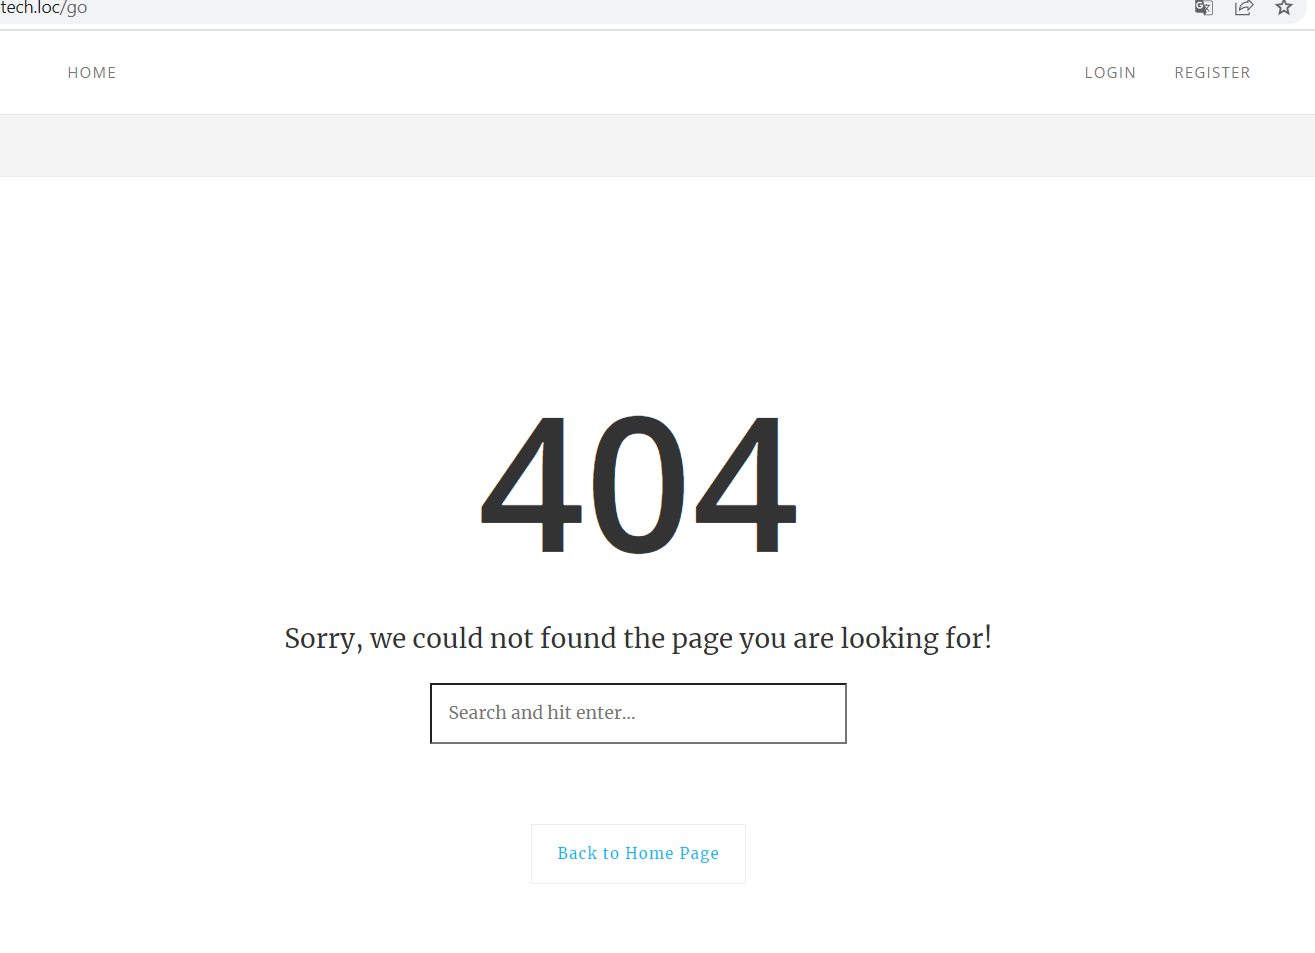 tech.loc/go
HOME LOGIN REGISTER
404
Sorry, we could not found the page you are looking for!
Search and hit enter...
Back to Home Page